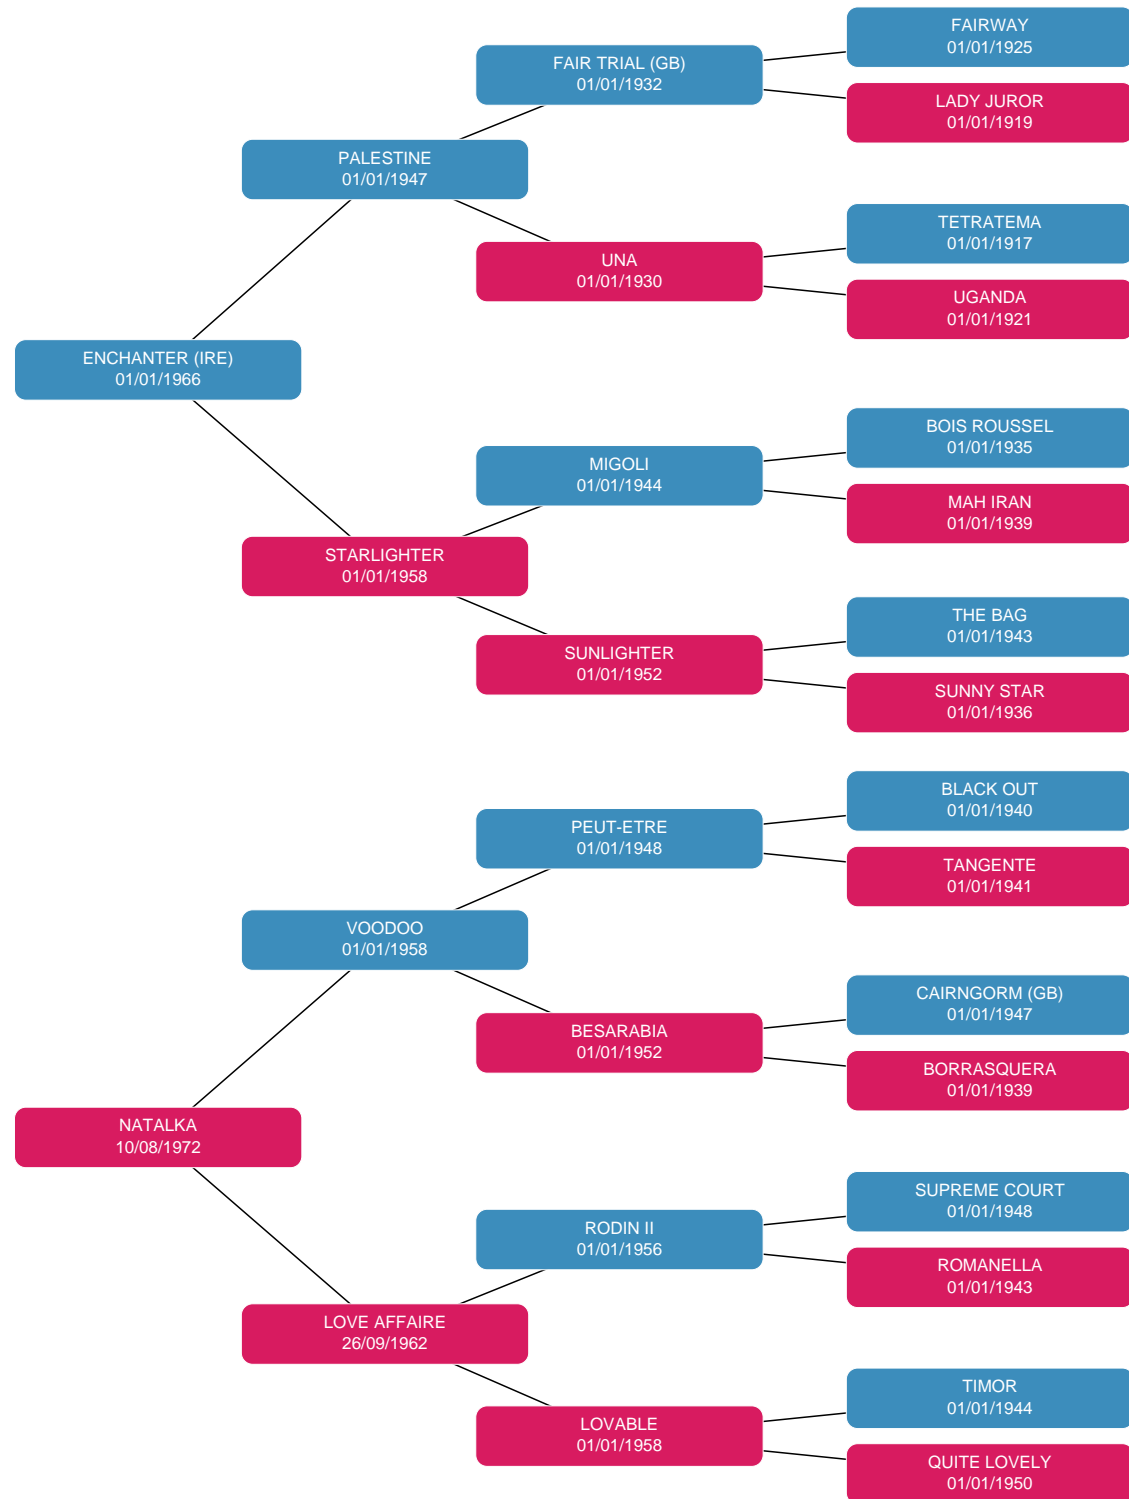 FAIRWAY
01/01/1925
FAIR TRIAL (GB)
01/01/1932
LADY JUROR
01/01/1919
PALESTINE
01/01/1947
TETRATEMA
01/01/1917
UNA
01/01/1930
UGANDA
01/01/1921
ENCHANTER (IRE)
01/01/1966
BOIS ROUSSEL
01/01/1935
MIGOLI
01/01/1944
MAH IRAN
01/01/1939
STARLIGHTER
01/01/1958
THE BAG
01/01/1943
SUNLIGHTER
01/01/1952
SUNNY STAR
01/01/1936
BLACK OUT
01/01/1940
PEUT-ETRE
01/01/1948
TANGENTE
01/01/1941
VOODOO
01/01/1958
CAIRNGORM (GB)
01/01/1947
BESARABIA
01/01/1952
BORRASQUERA
01/01/1939
NATALKA
10/08/1972
SUPREME COURT
01/01/1948
RODIN II
01/01/1956
ROMANELLA
01/01/1943
LOVE AFFAIRE
26/09/1962
TIMOR
01/01/1944
LOVABLE
01/01/1958
QUITE LOVELY
01/01/1950